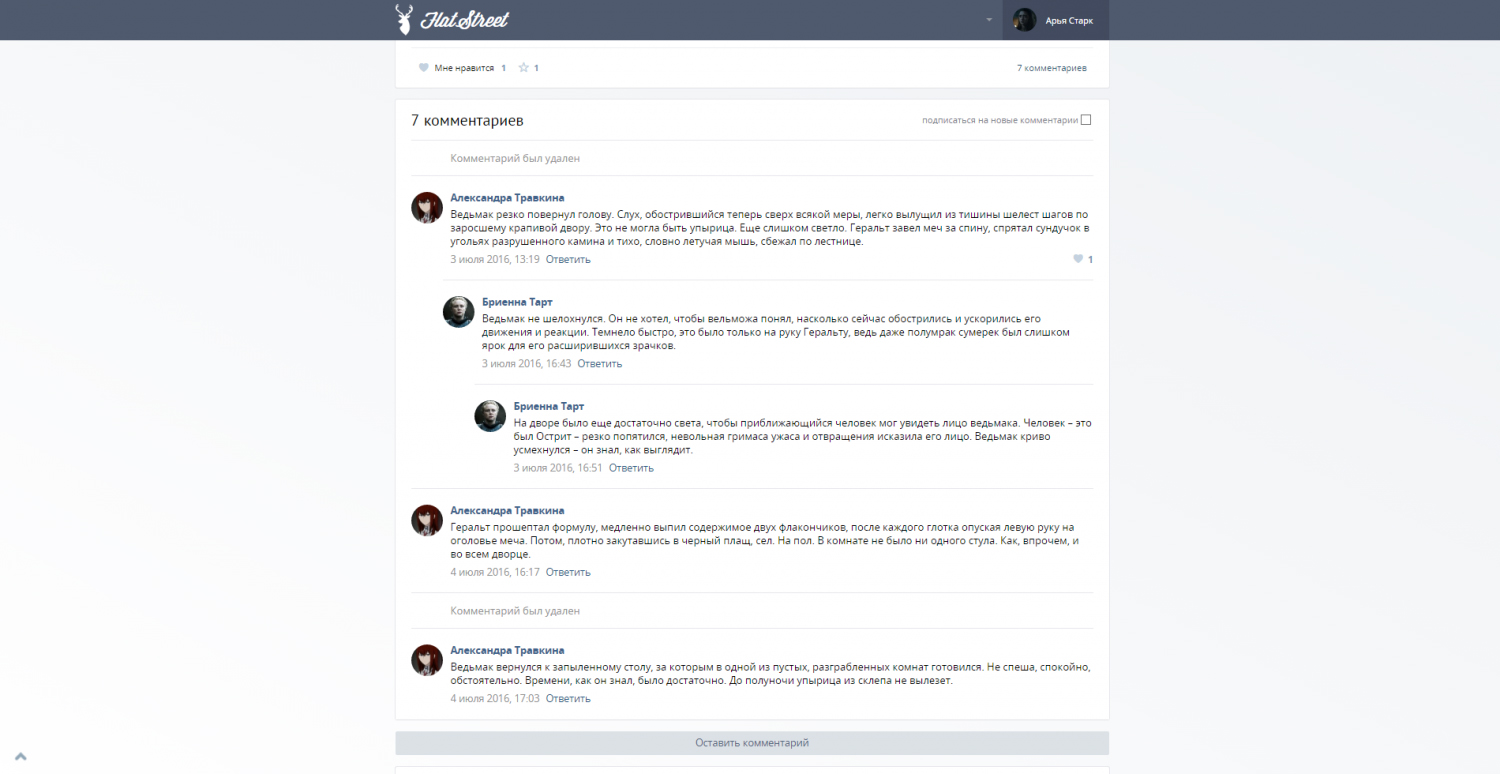 Flat Street
Арья Старк
Мне нравится 1 1
7 комментариев
7 комментариев
подписаться на новые комментарии
Комментарий был удален
Александра Травкина
Ведьмак резко повернул голову. Слух, обострившийся теперь сверх всякой меры, легко вылущил из тишины шелест шагов по
заросшему крапивой двору. Это не могла быть упырица. Еще слишком светло. Геральт завел меч за спину, спрятал сундучок в
угольях разрушенного камина и тихо, словно летучая мышь, сбежал по лестнице.
3 июля 2016, 13:19 Ответить
1
Бриенна Тарт
Ведьмак не шелохнулся. Он не хотел, чтобы вельможа понял, насколько сейчас обострились и ускорились его
движения и реакции. Темнело быстро, это было только на руку Геральту, ведь даже полумрак сумерек был слишком
ярок для его расширившихся зрачков.
3 июля 2016, 16:43 Ответить
Бриенна Тарт
На дворе было еще достаточно света, чтобы приближающийся человек мог увидеть лицо ведьмака. Человек – это
был Острит – резко попятился, невольная гримаса ужаса и отвращения исказила его лицо. Ведьмак криво
усмехнулся – он знал, как выглядит.
3 июля 2016, 16:51 Ответить
Александра Травкина
Геральт прошептал формулу, медленно выпил содержимое двух флакончиков, после каждого глотка опуская левую руку на
оголовье меча. Потом, плотно закутавшись в черный плащ, сел. На пол. В комнате не было ни одного стула. Как, впрочем, и
во всем дворце.
4 июля 2016, 16:17 Ответить
Комментарий был удален
Александра Травкина
Ведьмак вернулся к запыленному столу, за которым в одной из пустых, разграбленных комнат готовился. Не спеша, спокойно,
обстоятельно. Времени, как он знал, было достаточно. До полуночи упырица из склепа не вылезет.
4 июля 2016, 17:03 Ответить
Оставить комментарий